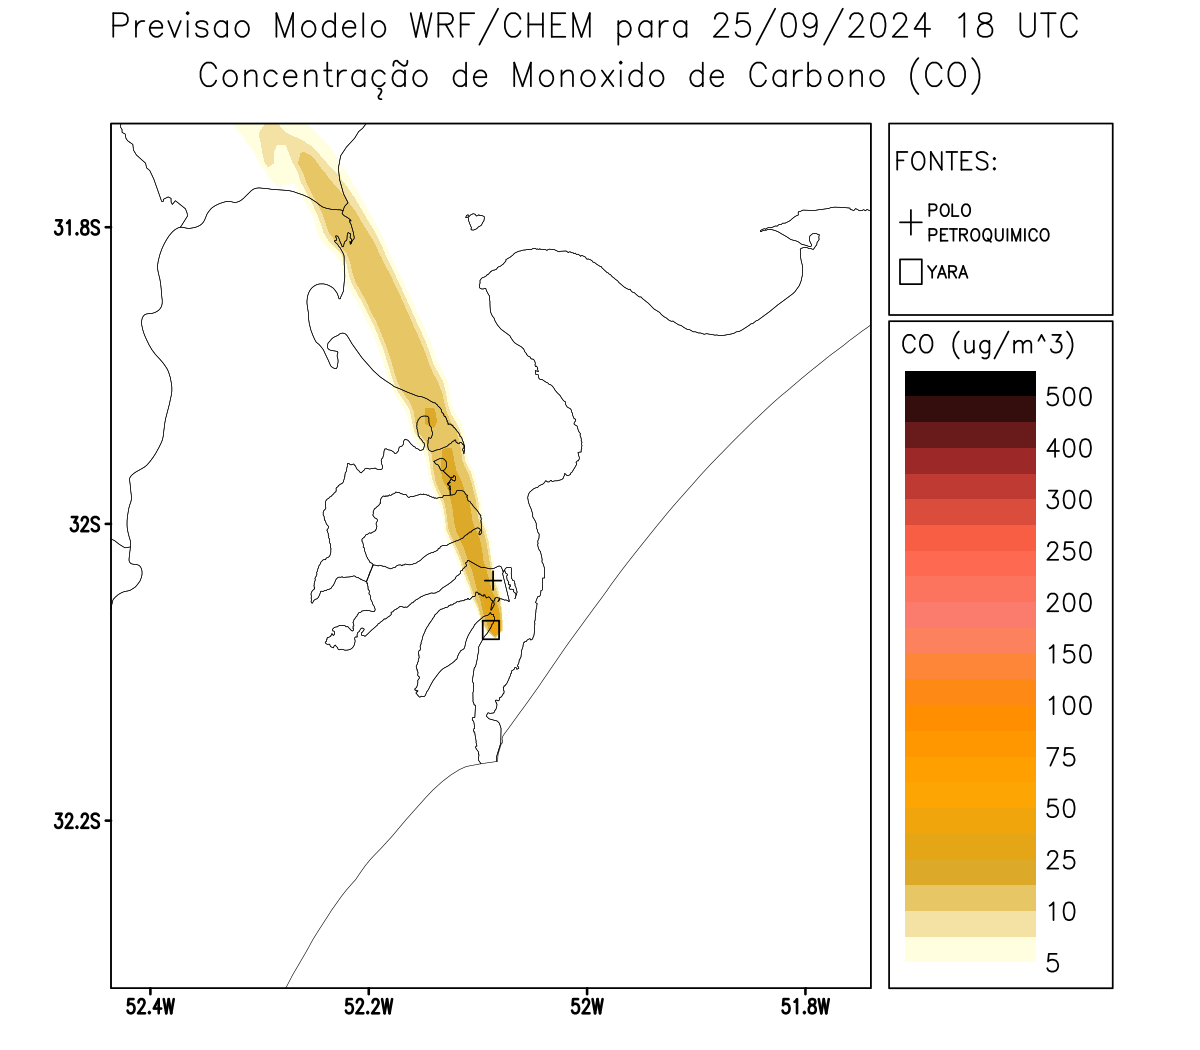 Previsao Modelo WRF/CHEM para 25/09/2024 18 UTC
Concentração de Monoxido de Carbono (CO)
FONTES:
POLO
PETROQUIMICO
YARA
31.8S
32S
32.2S
52.4W
52.2W
52W
51.8W
CO (ug/m^3)
500
400
300
250
200
150
100
75
50
25
10
5